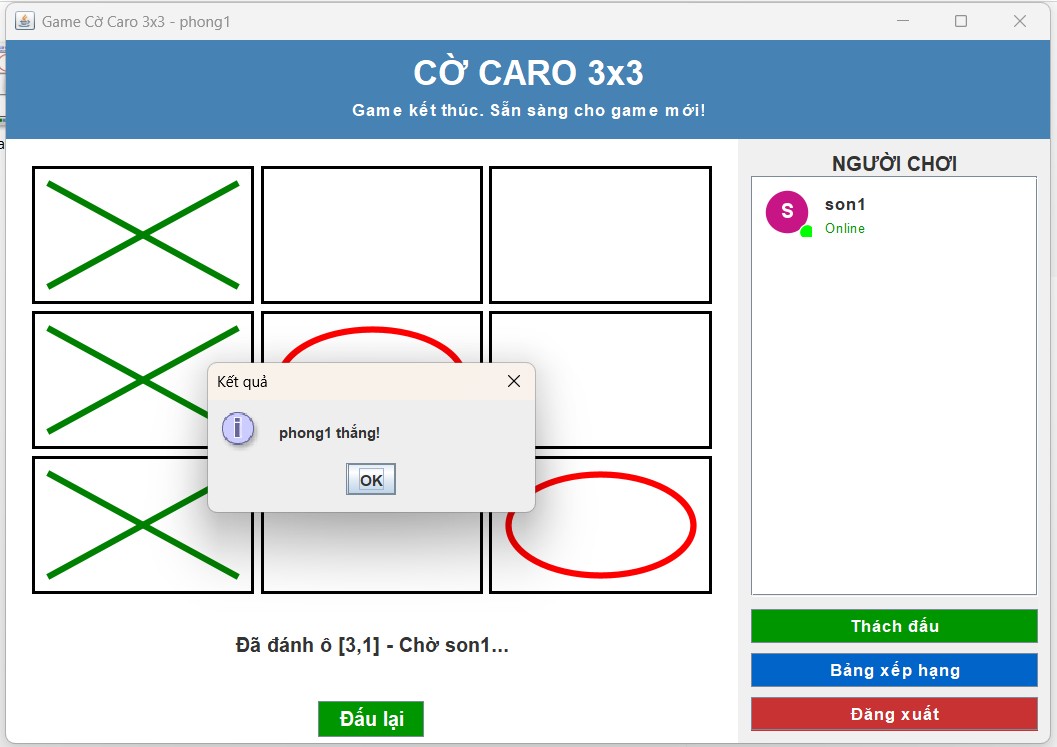 Game Cờ Caro 3x3 - phong1
CỜ CARO 3x3
Game kết thúc. Sẵn sàng cho game mới!
NGƯỜI CHƠI
S
son1
Online
Kết quả
i
phong1 thắng!
OK
Đã đánh ô [3,1] - Chờ son1...
Đấu lại
Thách đấu
Bảng xếp hạng
Đăng xuất